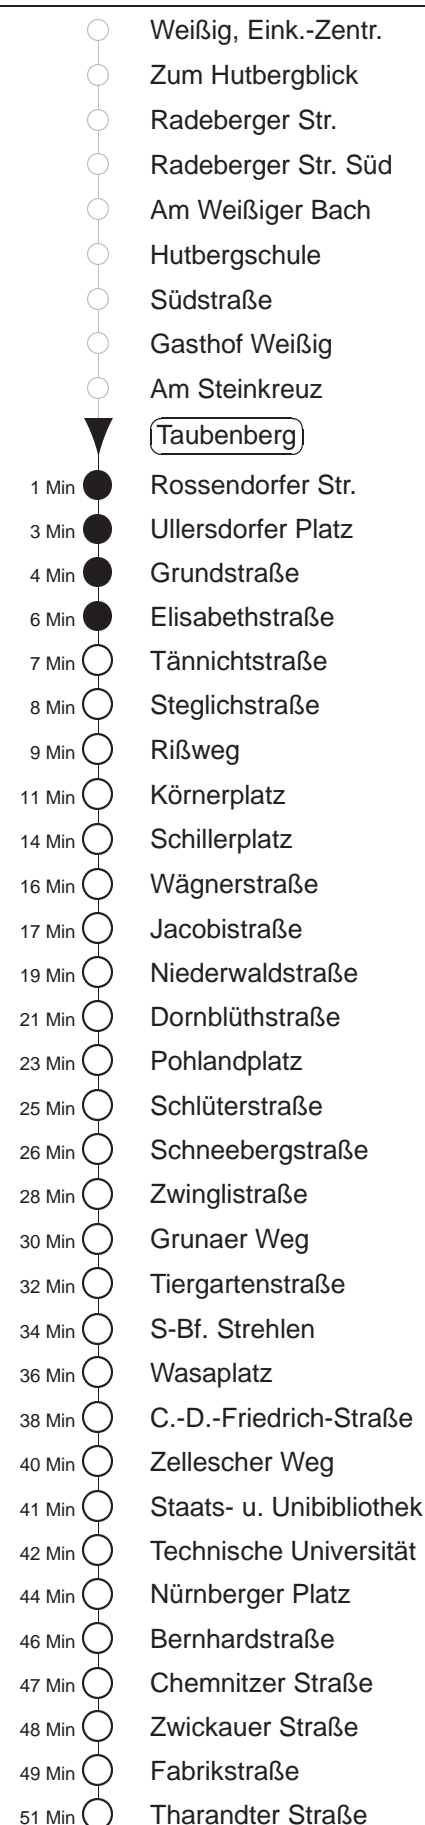 Weißig, Eink.-Zentr.
Zum Hutbergblick
Radeberger Str.
Radeberger Str. Süd
Am Weißiger Bach
Hutbergschule
Südstraße
Gasthof Weißig
Am Steinkreuz
Taubenberg
1 Min Rossendorfer Str.
3 Min Ullersdorfer Platz
4 Min Grundstraße
6 Min Elisabethstraße
7 Min Tännichtstraße
8 Min Steglichstraße
9 Min Rißweg
11 Min Körnerplatz
14 Min Schillerplatz
16 Min Wägnerstraße
17 Min Jacobistraße
19 Min Niederwaldstraße
21 Min Dornblüthstraße
23 Min Pohlandplatz
25 Min Schlüterstraße
26 Min Schneebergstraße
28 Min Zwinglistraße
30 Min Grunaer Weg
32 Min Tiergartenstraße
34 Min S-Bf. Strehlen
36 Min Wasaplatz
38 Min C.-D.-Friedrich-Straße
40 Min Zellescher Weg
41 Min Staats- u. Unibibliothek
42 Min Technische Universität
44 Min Nürnberger Platz
46 Min Bernhardstraße
47 Min Chemnitzer Straße
48 Min Zwickauer Straße
49 Min Fabrikstraße
51 Min Tharandter Straße